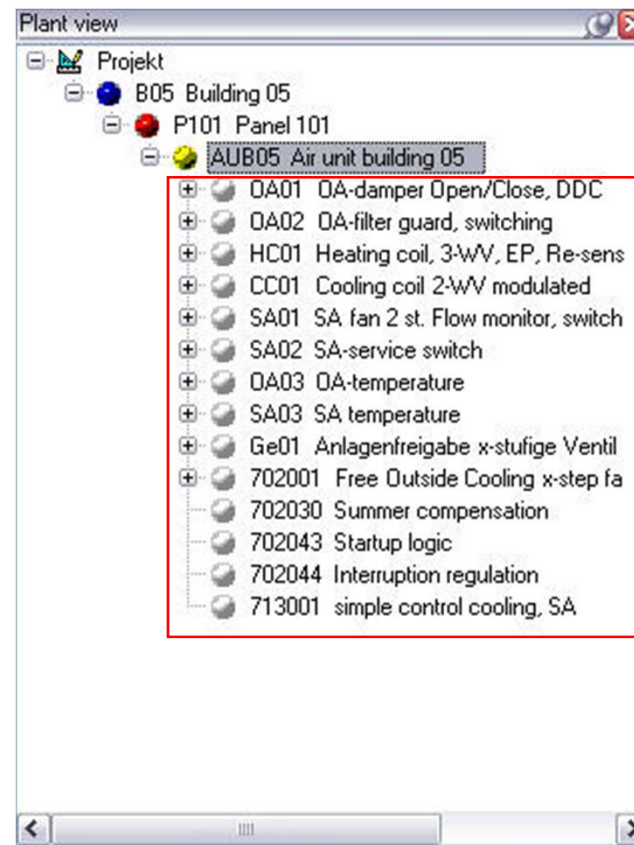 Plant view
Projekt
B05 Building 05
P101 Panel 101
AUB05 Air unit building 05
OA01 OA-damper Open/Close, DDC
OA02 OA-filter guard, switching
HC01 Heating coil, 3-WV, EP, Re-sens
CC01 Cooling coil 2-WV modulated
SA01 SA fan 2 st. Flow monitor, switch
SA02 SA-service switch
OA03 OA-temperature
SA03 SA temperature
Ge01 Anlagenfreigabe x-stufige Ventil
702001 Free Outside Cooling x-step fa
702030 Summer compensation
702043 Startup logic
702044 Interruption regulation
713001 simple control cooling, SA